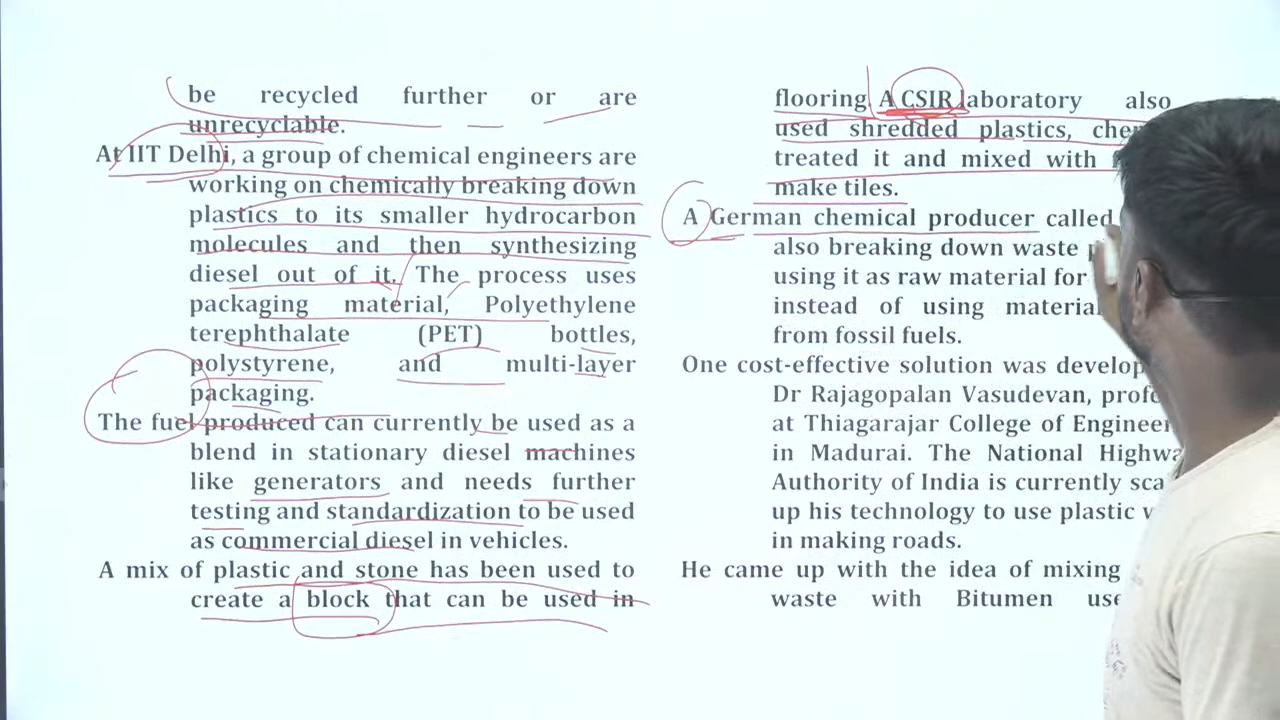 be recycled further or are
unrecyclable.
At IIT Delhi, a group of chemical engineers are
working on chemically breaking down
plastics to its smaller hydrocarbon
molecules and then synthesizing
diesel out of it. The process uses
packaging material, Polyethylene
terephthalate (PET) bottles,
polystyrene, and multi-layer
packaging.
The fuel produced can currently be used as a
blend in stationary diesel machines
like generators and needs further
testing and standardization to be used
as commercial diesel in vehicles.
A mix of plastic and stone has been used to
create a block that can be used in
flooring. A CSIR laboratory also
used shredded plastics,
treated it and mixed with
make tiles.
A German chemical producer called
also breaking down waste
using it as raw material for
instead of using
from fossil fuels.
One cost-effective solution was
Dr Rajagopalan Vasudevan,
at Thiagarajar College of
in Madurai. The National
Authority of India is currently
up his technology to use plastic
in making roads.
He came up with the idea of mixing
waste with Bitumen